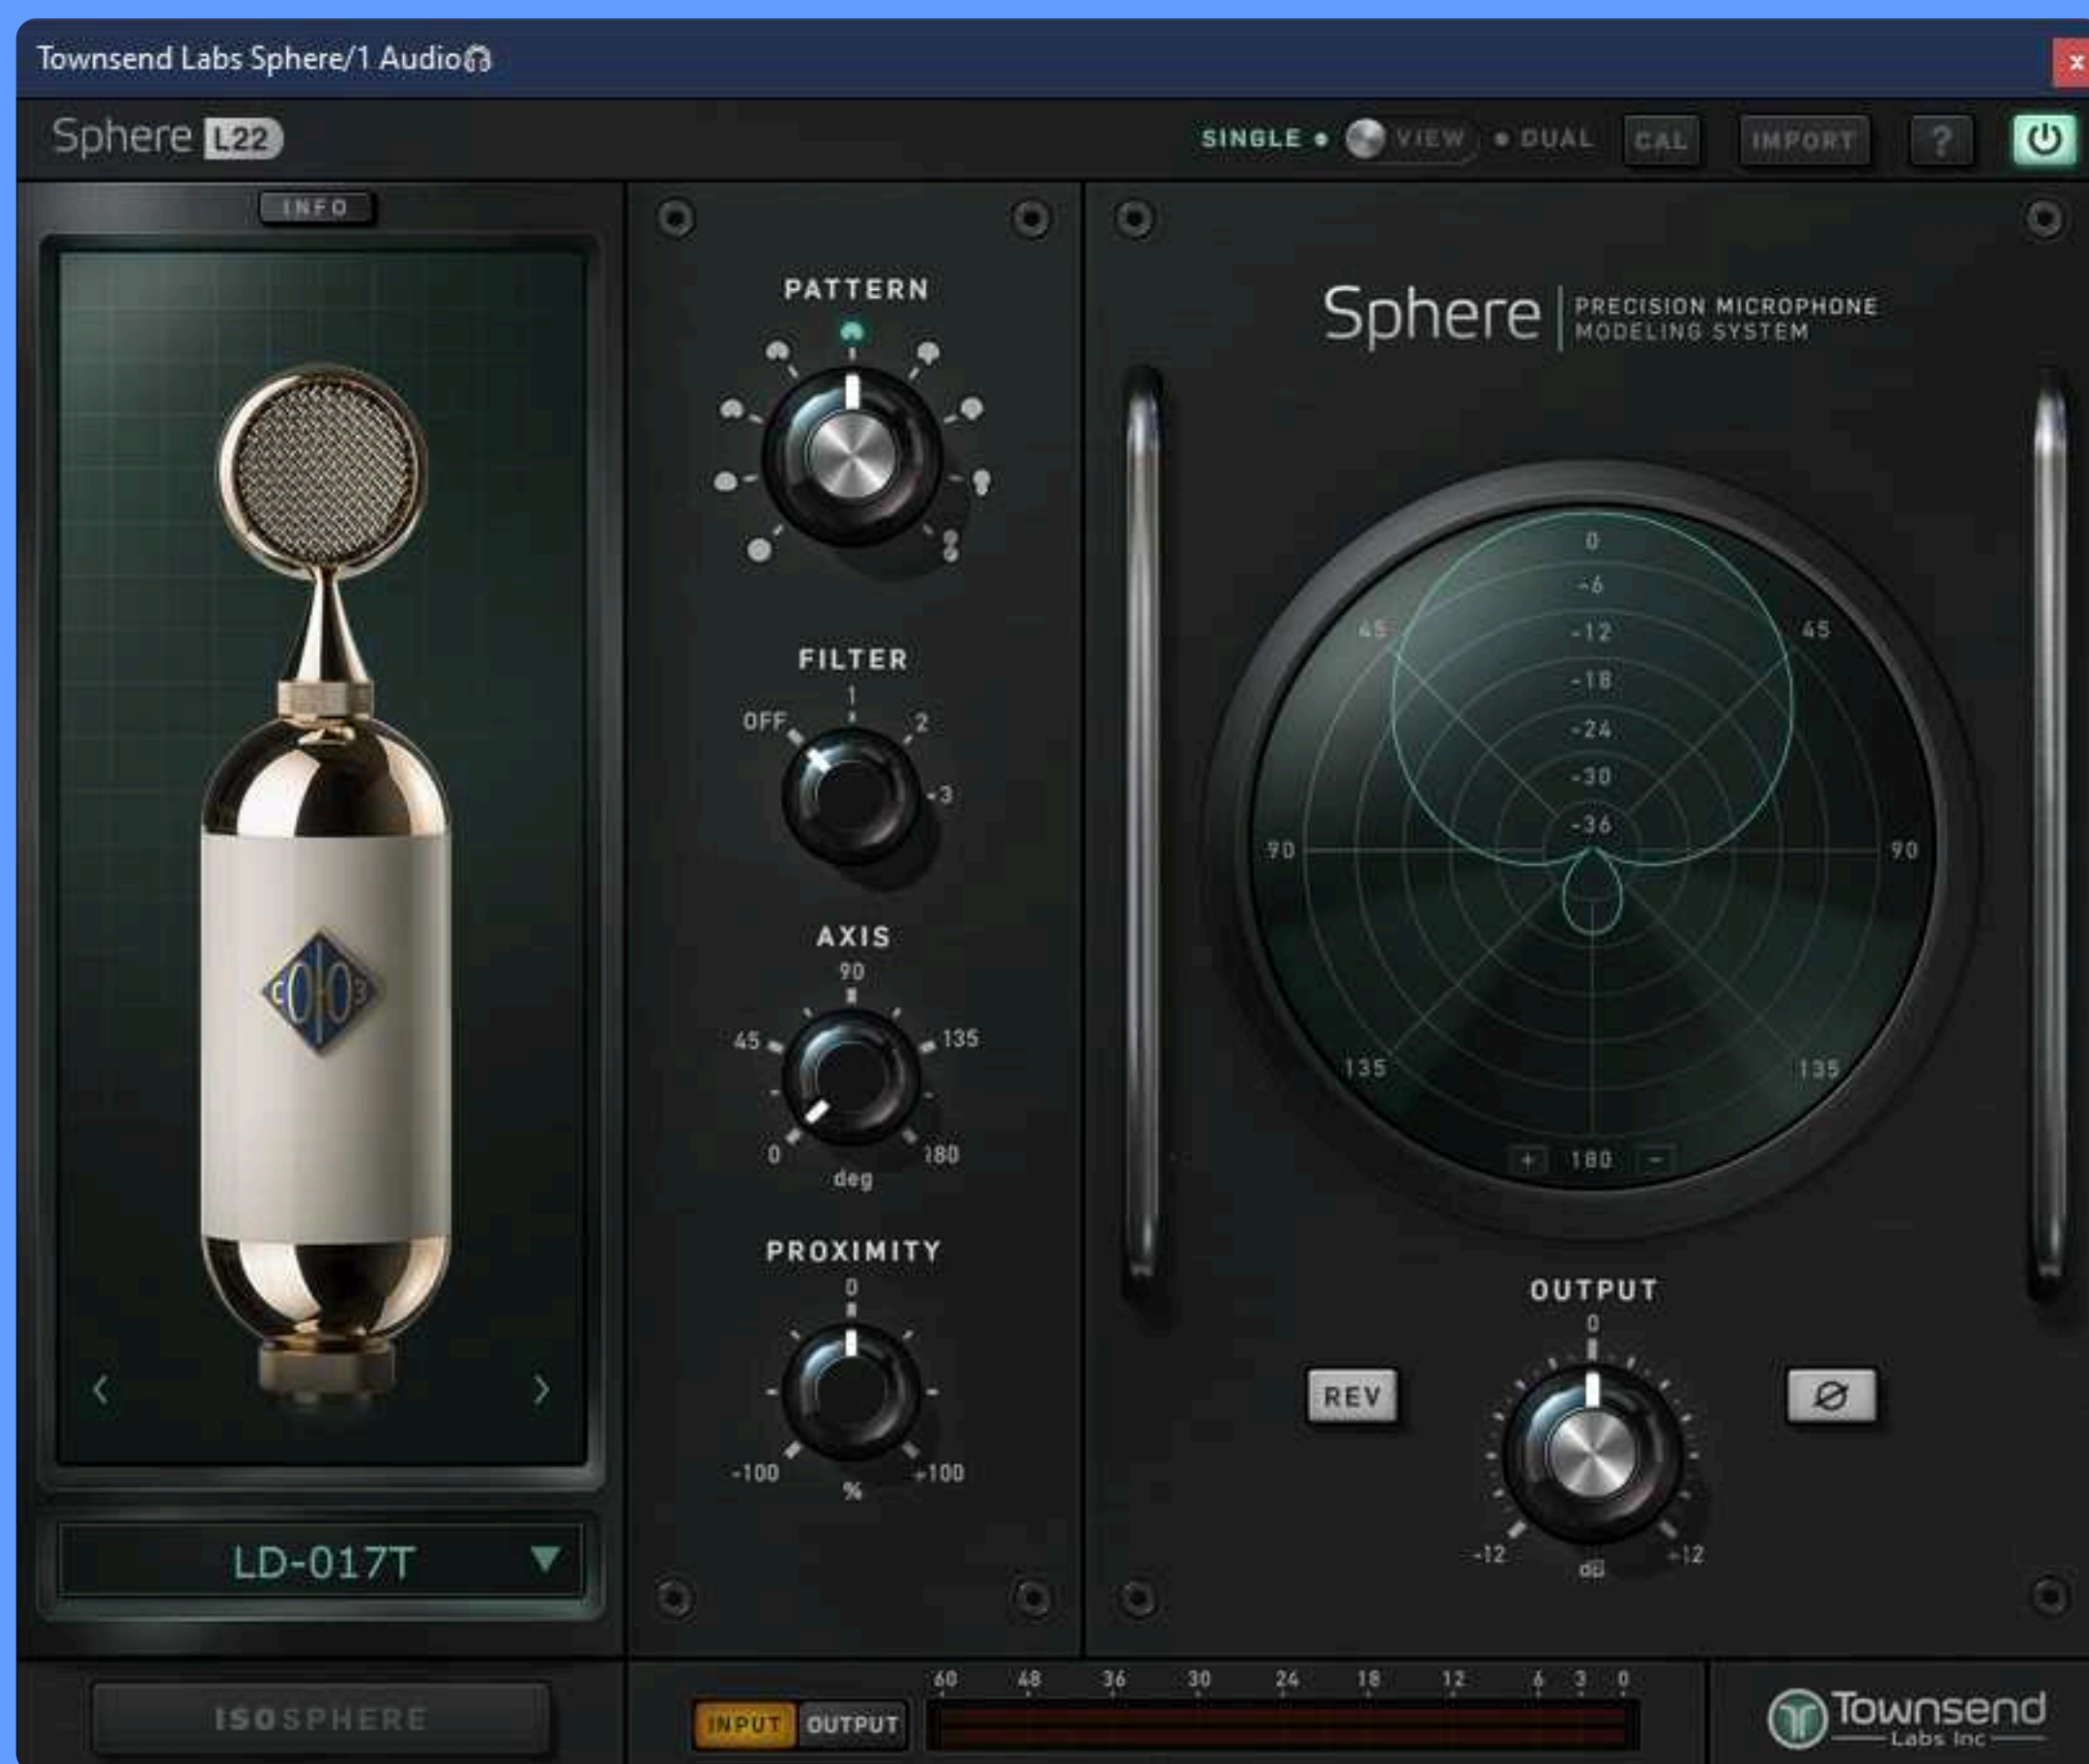 Townsend Labs Sphere/1 Audio
Sphere L22
SINGLE VIEW DUAL CAL IMPORT ?
INFO
PATTERN
Sphere PRECISION MICROPHONE
MODELING SYSTEM
FILTER
OFF 1 2 3
AXIS
0 45 90 135 180
deg
PROXIMITY
0
-100 +100
%
0
-6
-12
-18
-24
-30
-36
45 45
90 90
135 135
+ 180 -
OUTPUT
0
REV Ø
-12 +12
dB
LD-017T
ISOSPHERE
INPUT OUTPUT
60 48 36 30 24 18 12 6 3 0
Townsend
Labs Inc